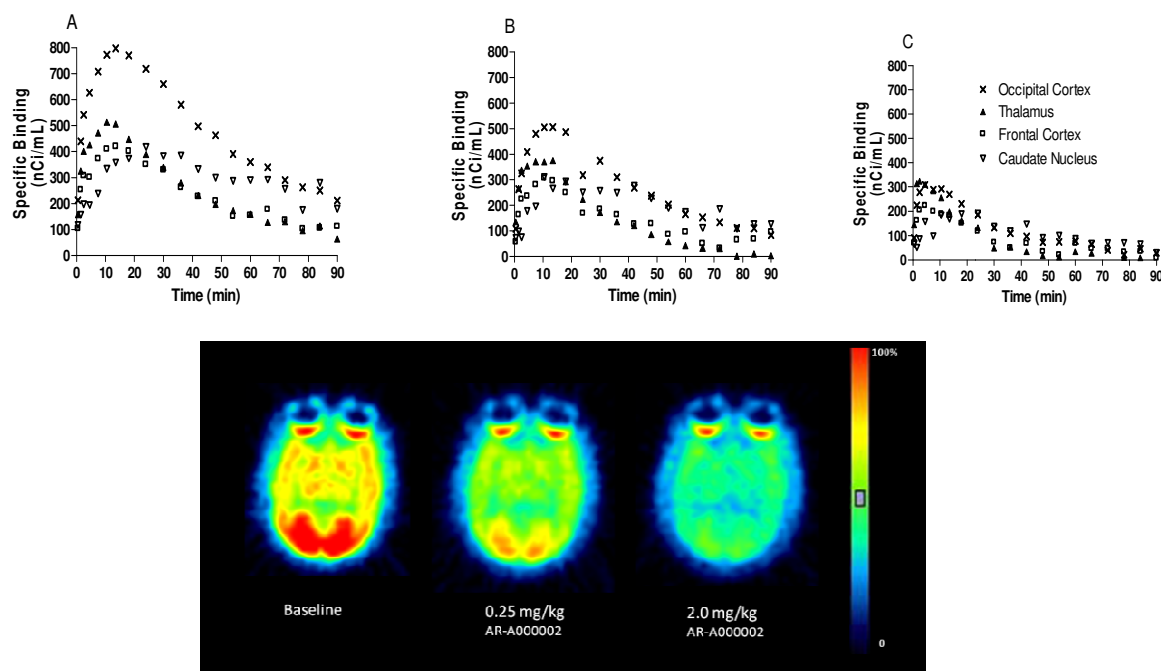 A
Specific Binding
(nCi/mL)
800
700
600
500
400
300
200
100
0
0 10 20 30 40 50 60 70 80 90
Time (min)
B
Specific Binding
(nCi/mL)
800
700
600
500
400
300
200
100
0
0 10 20 30 40 50 60 70 80 90
Time (min)
C
Specific Binding
(nCi/mL)
800
700
600
500
400
300
200
100
0
0 10 20 30 40 50 60 70 80 90
Time (min)
Occipital Cortex
Thalamus
Frontal Cortex
Caudate Nucleus
100%
0
Baseline
0.25 mg/kg
AR-A000002
2.0 mg/kg
AR-A000002